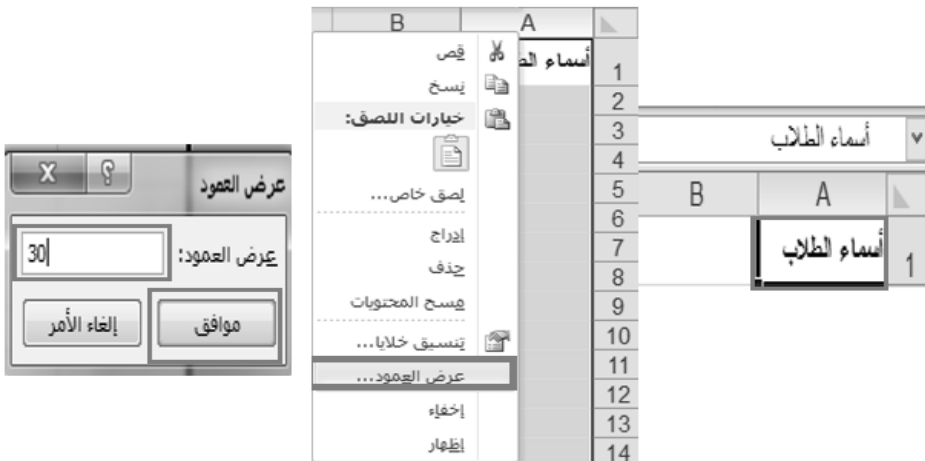 أسماء الطلاب
A
B
أسماء الطلاب
1
A
B
أسماء
1
2
3
4
5
6
7
8
9
10
11
12
13
14
قص
نسخ
خيارات اللصق:
لصق خاص...
إدراج
حذف
مسح المحتويات
تنسيق خلايا...
عرض العمود...
إخفاء
إظهار
عرض العمود
عرض العمود:
30
موافق
إلغاء الأمر